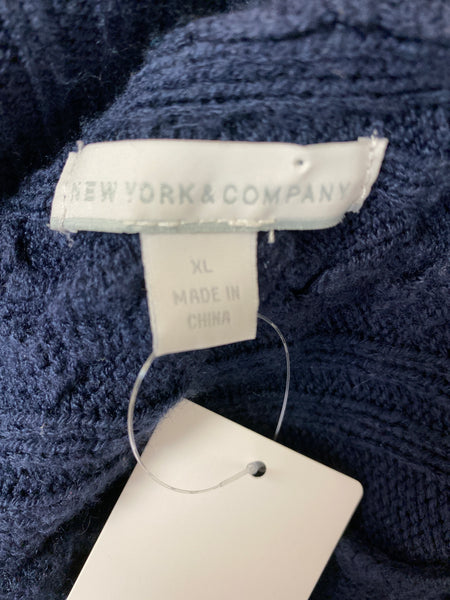 NEW YORK & COMPANY
XL
MADE IN
CHINA